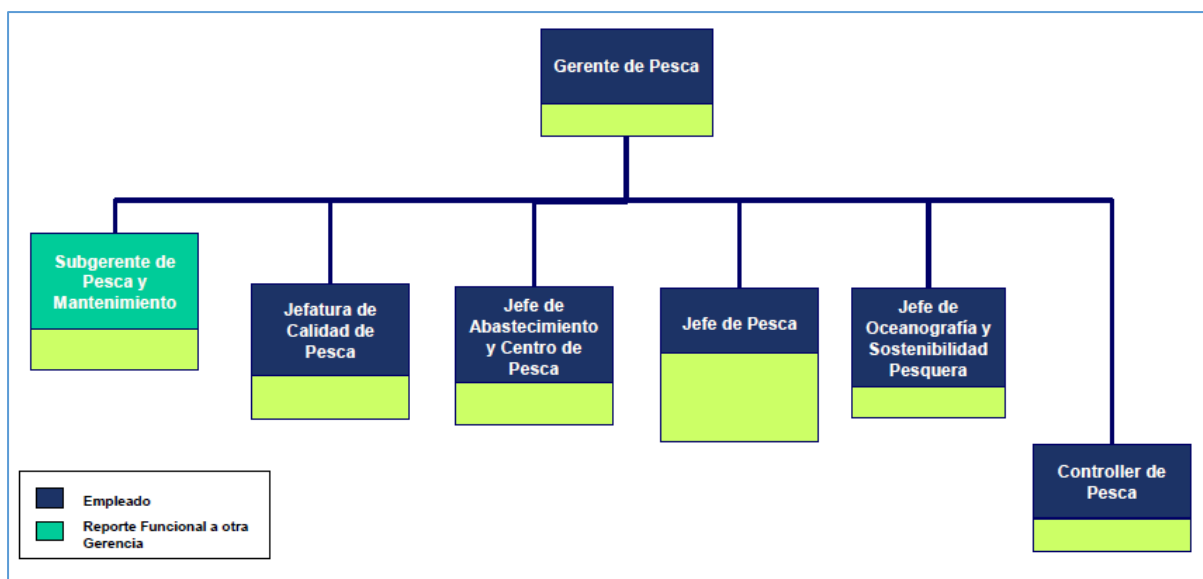 Gerente de Pesca
Subgerente de
Pesca y
Mantenimiento
Jefatura de
Calidad de
Pesca
Jefe de
Abastecimiento
y Centro de
Pesca
Jefe de Pesca
Jefe de
Oceanografía y
Sostenibilidad
Pesquera
Controller de
Pesca
Empleado
Reporte Funcional a otra
Gerencia